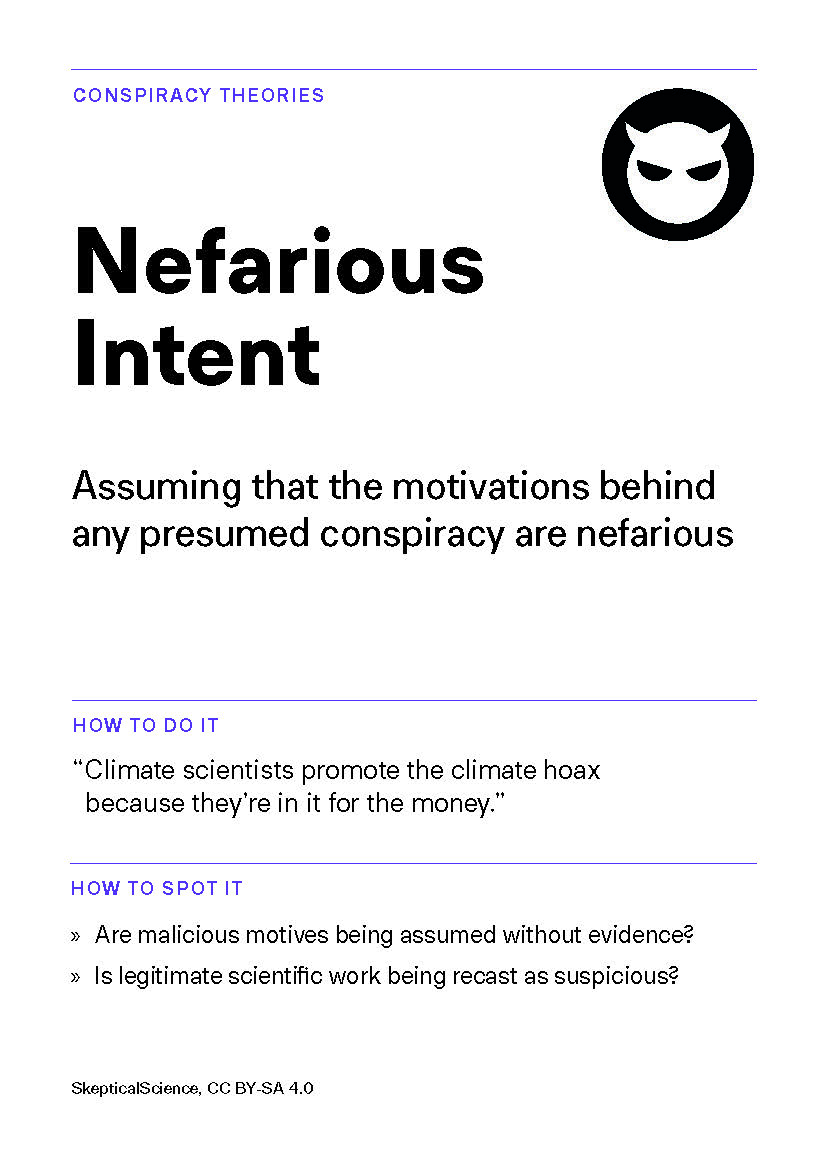 CONSPIRACY THEORIES
Nefarious
Intent
Assuming that the motivations behind
any presumed conspiracy are nefarious
HOW TO DO IT
“Climate scientists promote the climate hoax
because they’re in it for the money.”
HOW TO SPOT IT
» Are malicious motives being assumed without evidence?
» Is legitimate scientific work being recast as suspicious?
SkepticalScience, CC BY-SA 4.0